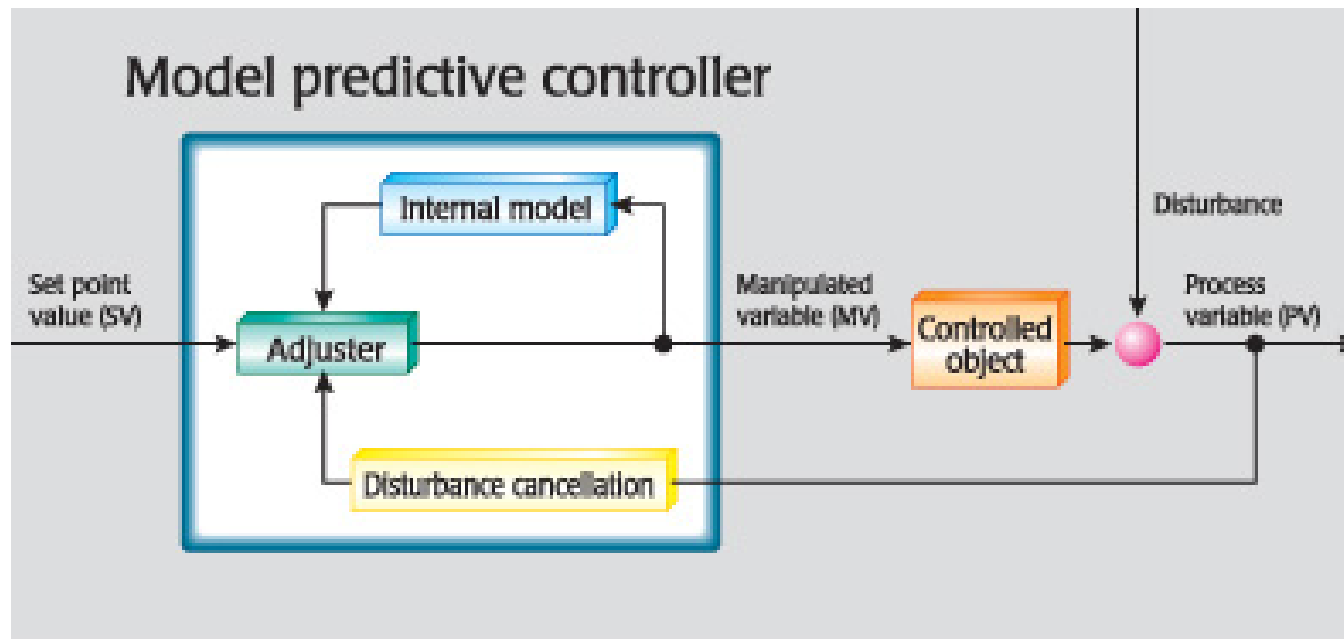 Model predictive controller
Internal model
Disturbance
Set point
value (SV)
Manipulated
variable (MV)
Process
variable (PV)
Adjuster
Controlled
object
Disturbance cancellation